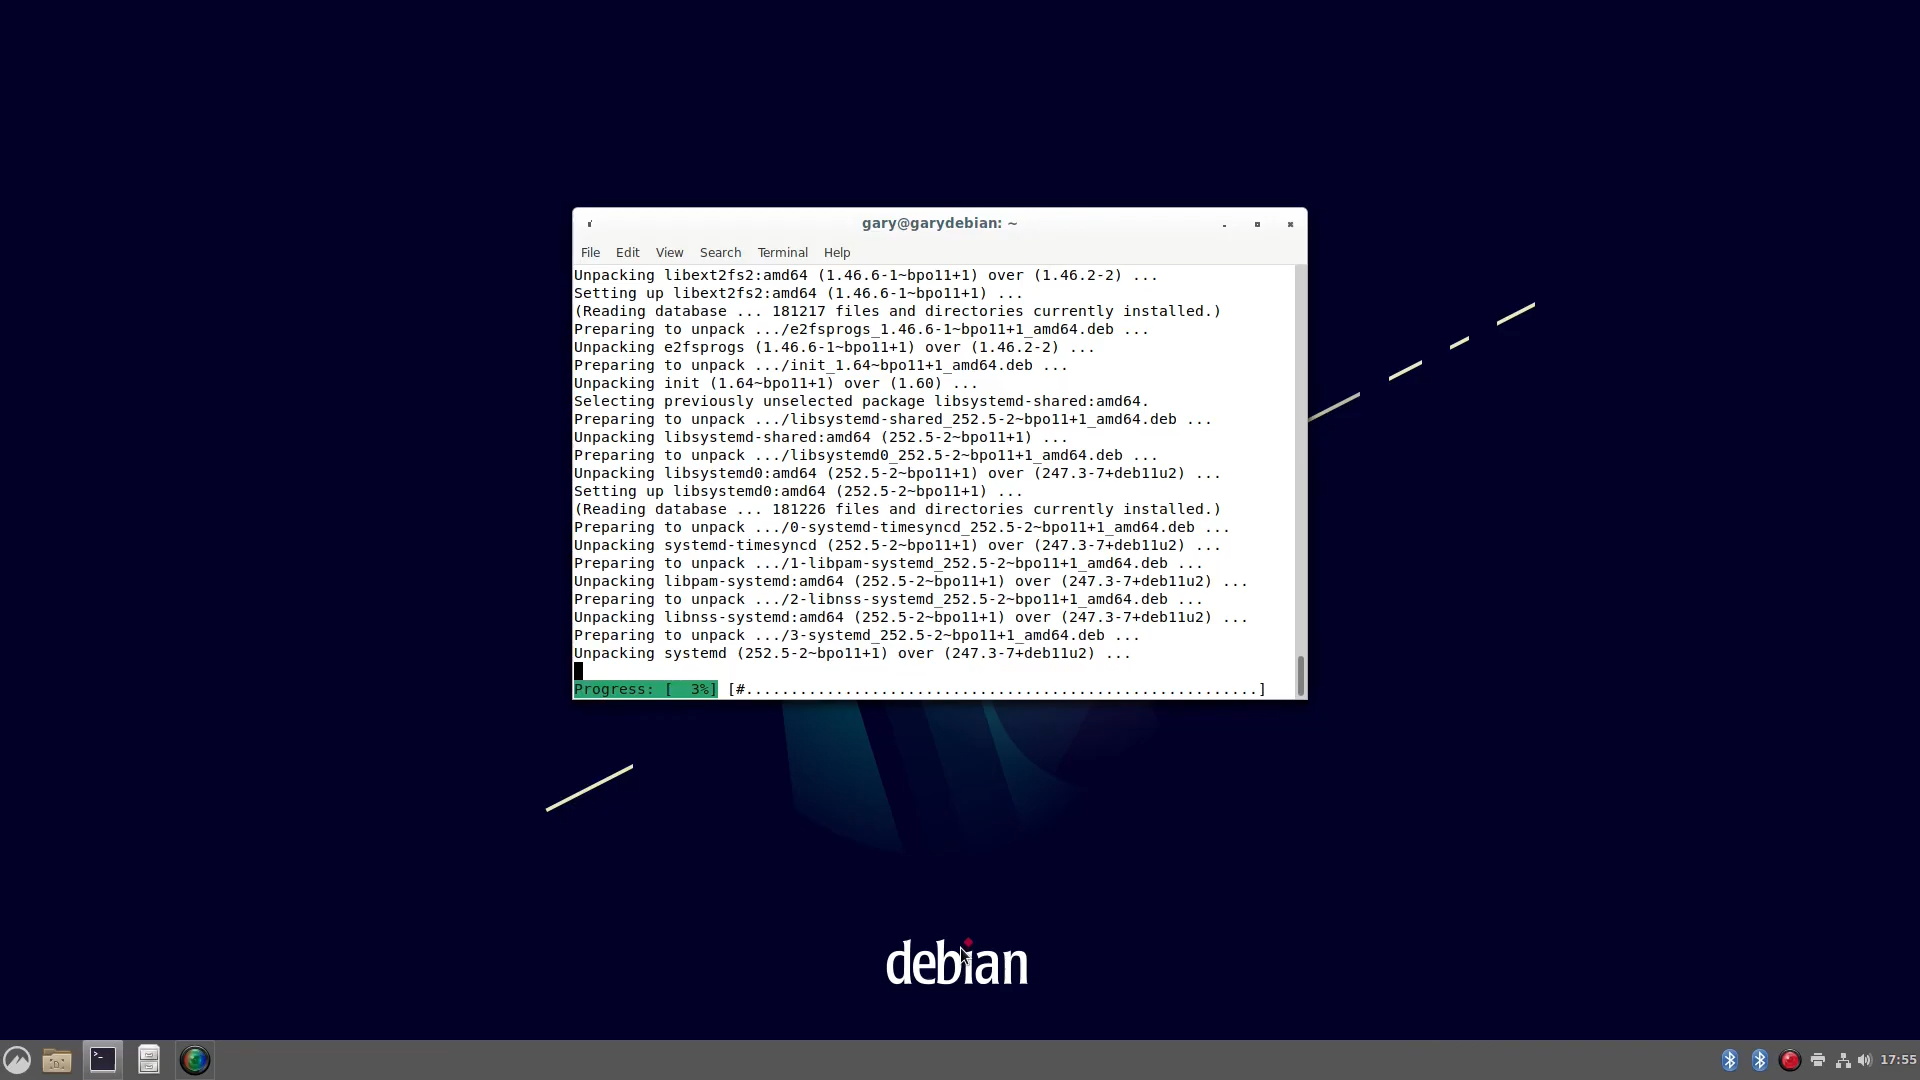 gary@garydebian: ~
File Edit View Search Terminal Help
Unpacking libext2fs2:amd64 (1.46.6-1~bpo11+1) over (1.46.2-2) ...
Setting up libext2fs2:amd64 (1.46.6-1~bpo11+1) ...
(Reading database ... 181217 files and directories currently installed.)
Preparing to unpack .../e2fsprogs_1.46.6-1~bpo11+1_amd64.deb ...
Unpacking e2fsprogs (1.46.6-1~bpo11+1) over (1.46.2-2) ...
Preparing to unpack .../init_1.64~bpo11+1_amd64.deb ...
Unpacking init (1.64~bpo11+1) over (1.60) ...
Selecting previously unselected package libsystemd-shared:amd64.
Preparing to unpack .../libsystemd-shared_252.5-2~bpo11+1_amd64.deb ...
Unpacking libsystemd-shared:amd64 (252.5-2~bpo11+1) ...
Preparing to unpack .../libsystemd0_252.5-2~bpo11+1_amd64.deb ...
Unpacking libsystemd0:amd64 (252.5-2~bpo11+1) over (247.3-7+deb11u2) ...
Setting up libsystemd0:amd64 (252.5-2~bpo11+1) ...
(Reading database ... 181226 files and directories currently installed.)
Preparing to unpack .../0-systemd-timesyncd_252.5-2~bpo11+1_amd64.deb ...
Unpacking systemd-timesyncd (252.5-2~bpo11+1) over (247.3-7+deb11u2) ...
Preparing to unpack .../1-libpam-systemd_252.5-2~bpo11+1_amd64.deb ...
Unpacking libpam-systemd:amd64 (252.5-2~bpo11+1) over (247.3-7+deb11u2) ...
Preparing to unpack .../2-libnss-systemd_252.5-2~bpo11+1_amd64.deb ...
Unpacking libnss-systemd:amd64 (252.5-2~bpo11+1) over (247.3-7+deb11u2) ...
Preparing to unpack .../3-systemd_252.5-2~bpo11+1_amd64.deb ...
Unpacking systemd (252.5-2~bpo11+1) over (247.3-7+deb11u2) ...
Progress: [  3%] [#.........................................................]
debian
17:55